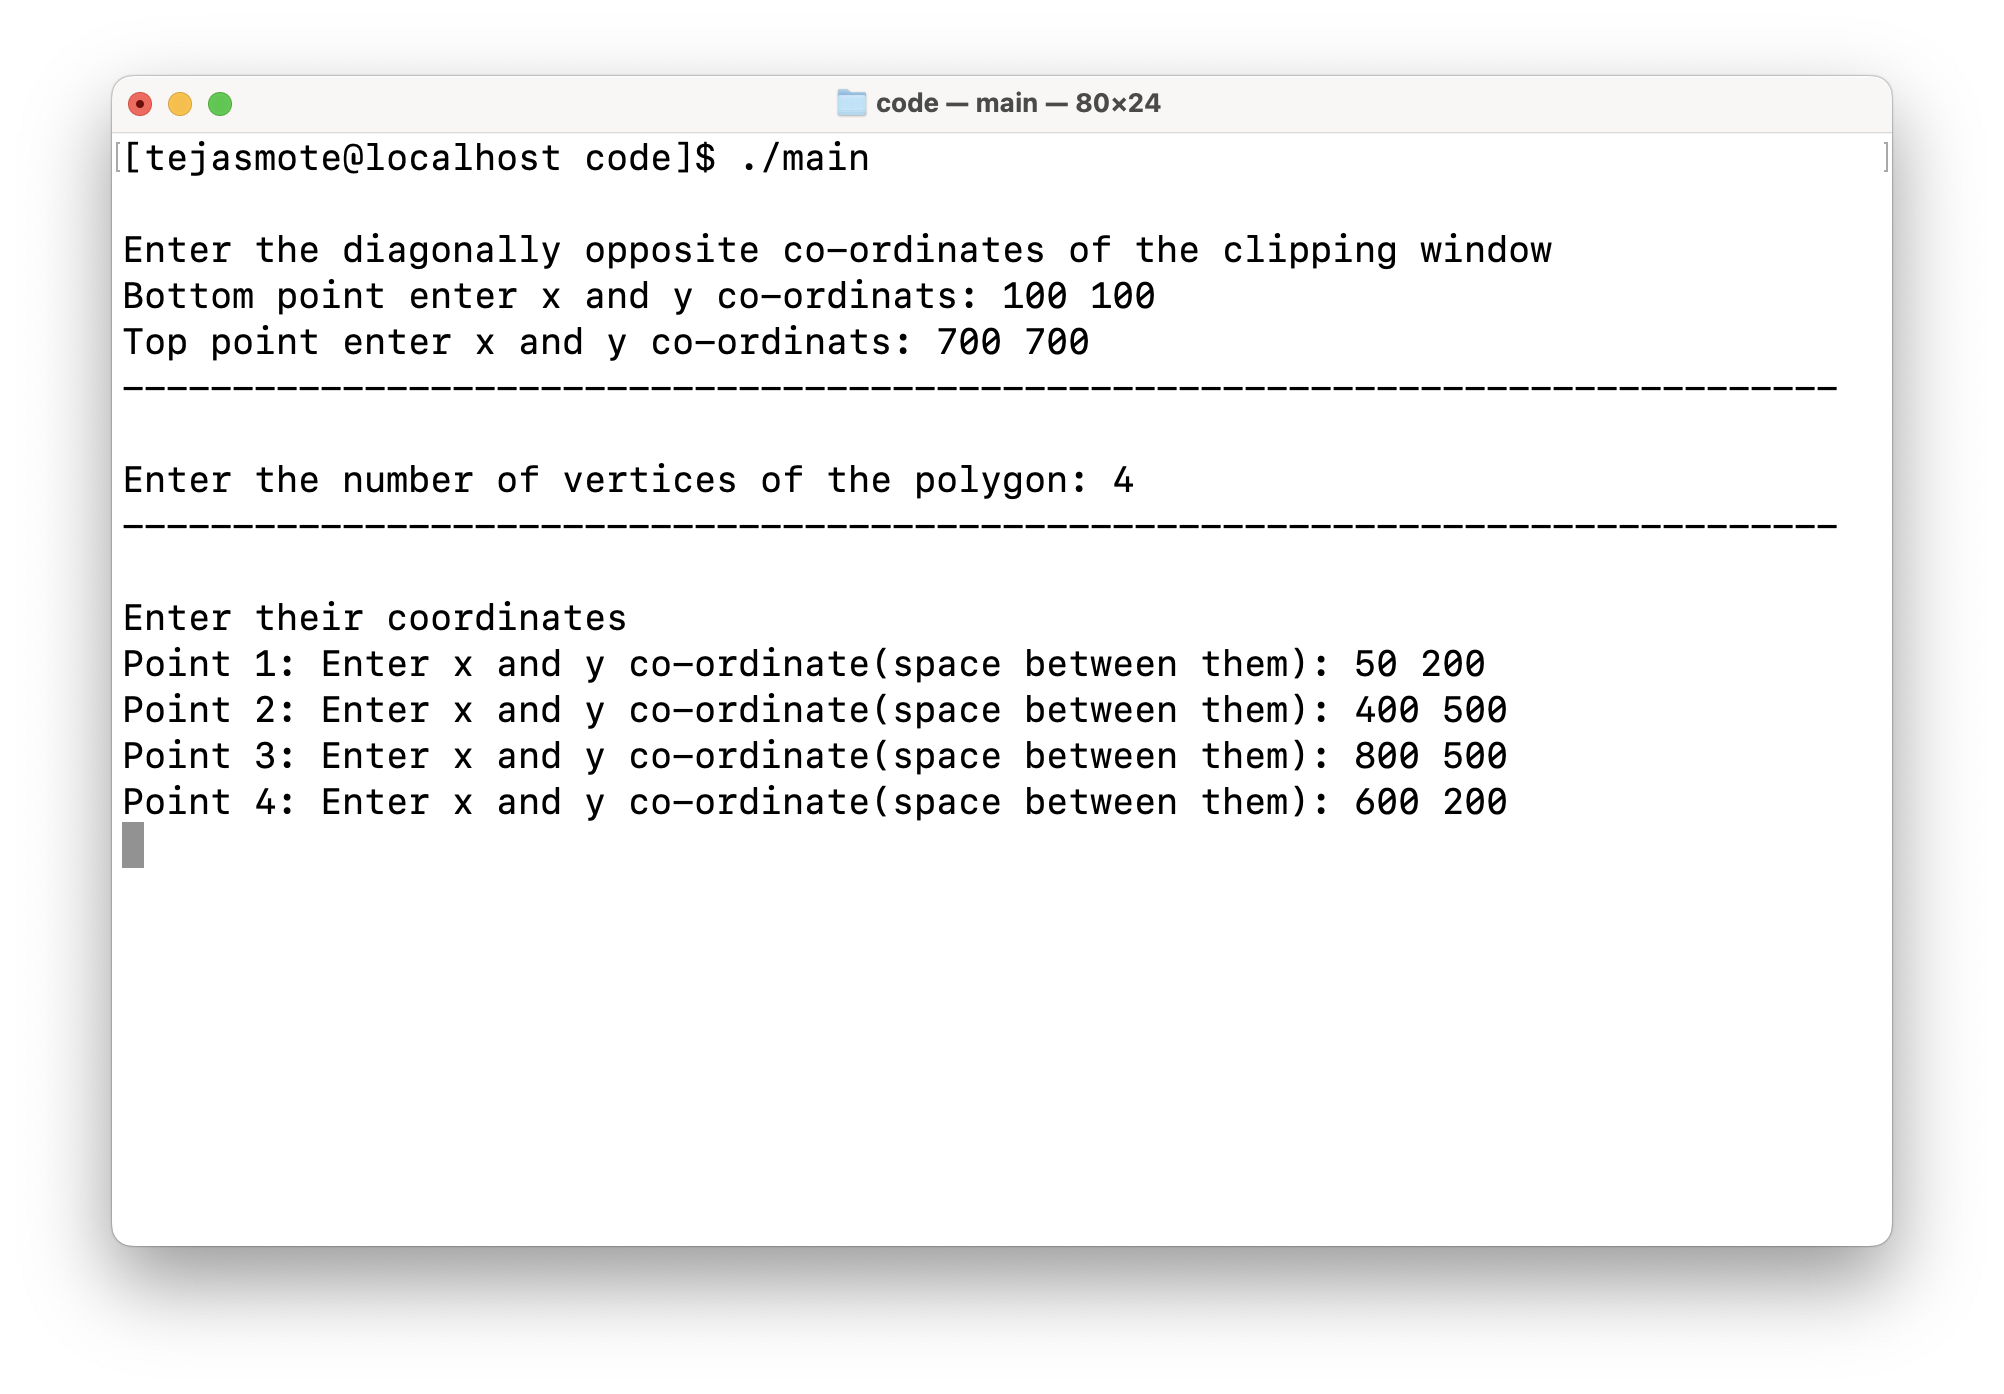 code — main — 80×24
[[tejasmote@localhost code]$ ./main ]
Enter the diagonally opposite co-ordinates of the clipping window
Bottom point enter x and y co-ordinats: 100 100
Top point enter x and y co-ordinats: 700 700
------------------------------------------------------------------------------
Enter the number of vertices of the polygon: 4
------------------------------------------------------------------------------
Enter their coordinates
Point 1: Enter x and y co-ordinate(space between them): 50 200
Point 2: Enter x and y co-ordinate(space between them): 400 500
Point 3: Enter x and y co-ordinate(space between them): 800 500
Point 4: Enter x and y co-ordinate(space between them): 600 200